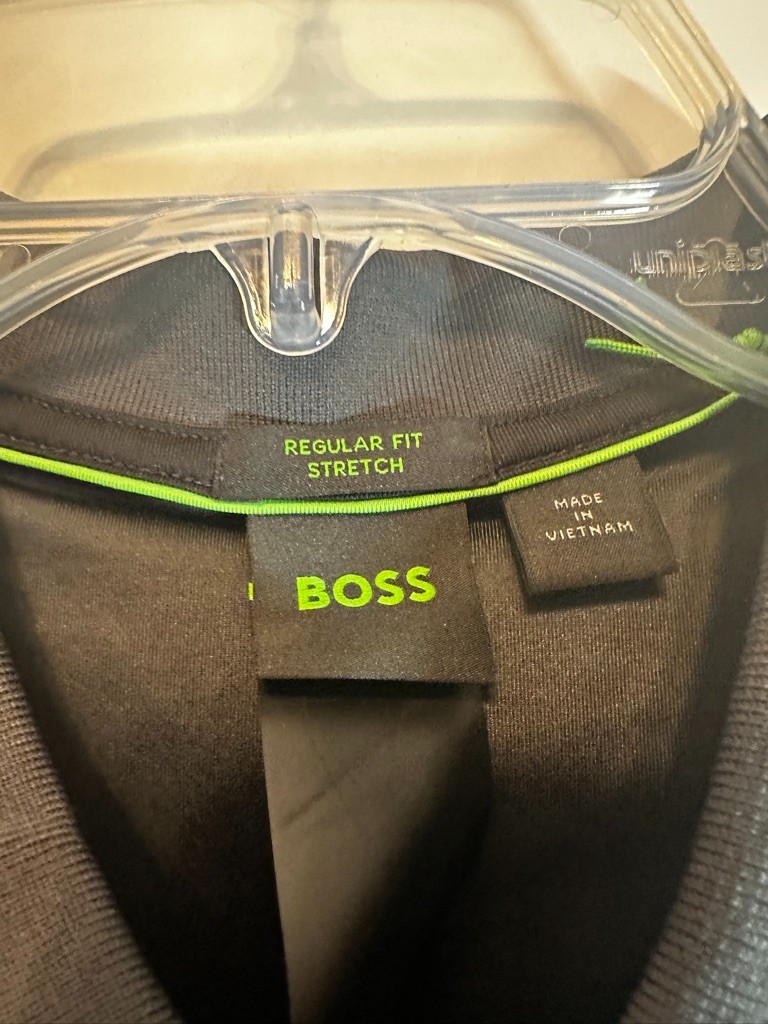 uniplast
REGULAR FIT
STRETCH
MADE
IN
VIETNAM
BOSS